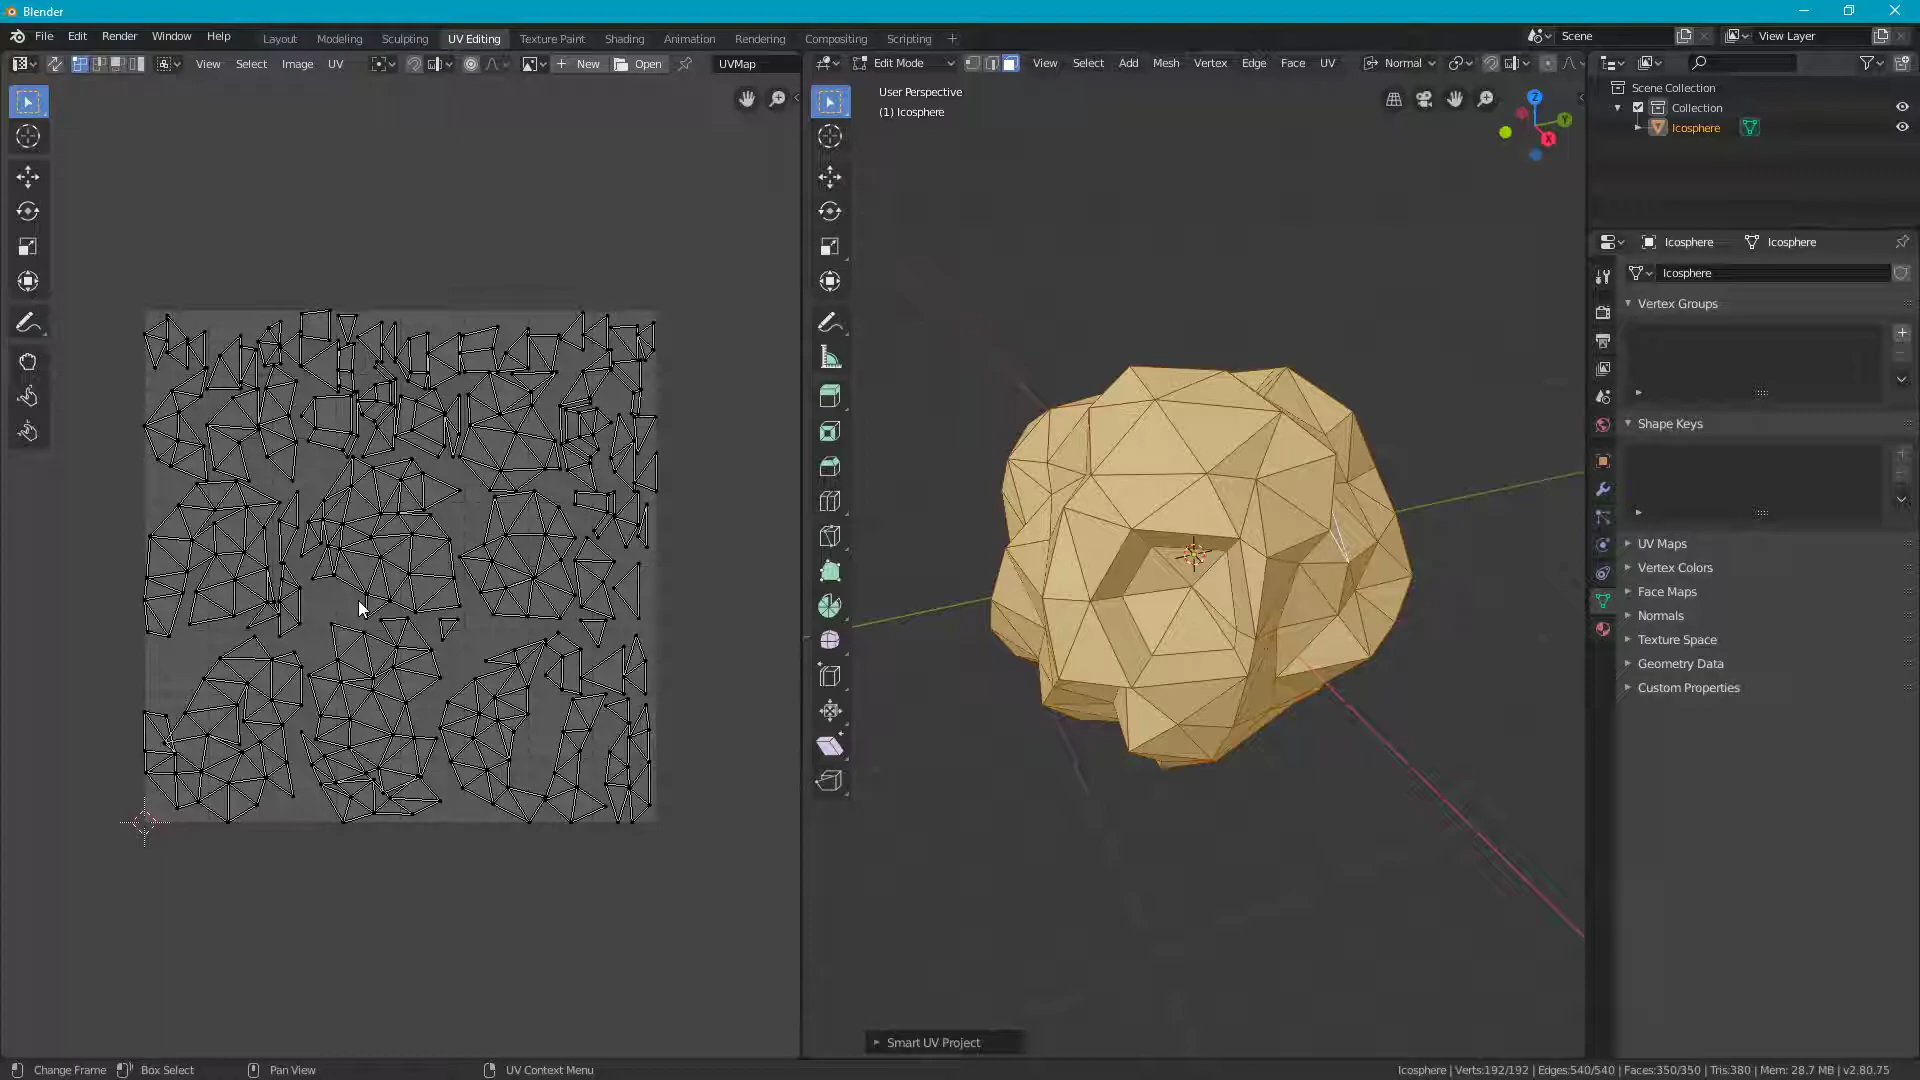 Blender
File Edit Render Window Help
Layout Modeling Sculpting UV Editing Texture Paint Shading Animation Rendering Compositing Scripting
Scene
View Layer
View Select Image UV
New Open
UVMap
Edit Mode
View Select Add Mesh Vertex Edge Face UV
Normal
User Perspective
(1) Icosphere
Z
Y
X
Scene Collection
Collection
Icosphere
Icosphere Icosphere
Icosphere
Vertex Groups
Shape Keys
UV Maps
Vertex Colors
Face Maps
Normals
Texture Space
Geometry Data
Custom Properties
Smart UV Project
Change Frame Box Select Pan View UV Context Menu
Icosphere | Verts:192/192 | Edges:540/540 | Faces:350/350 | Tris:380 | Mem: 28.7 MB | v2.80.75